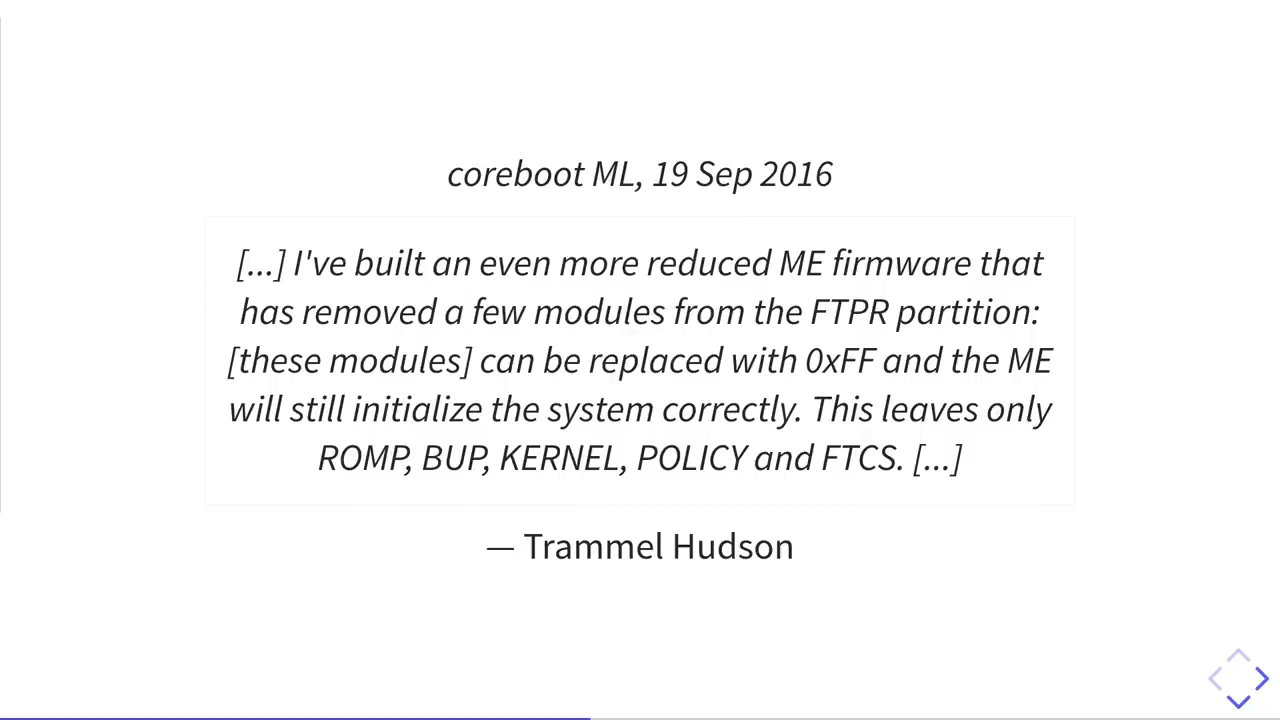 coreboot ML, 19 Sep 2016
[...] I've built an even more reduced ME firmware that
has removed a few modules from the FTPR partition:
[these modules] can be replaced with 0xFF and the ME
will still initialize the system correctly. This leaves only
ROMP, BUP, KERNEL, POLICY and FTCS. [...]
— Trammel Hudson